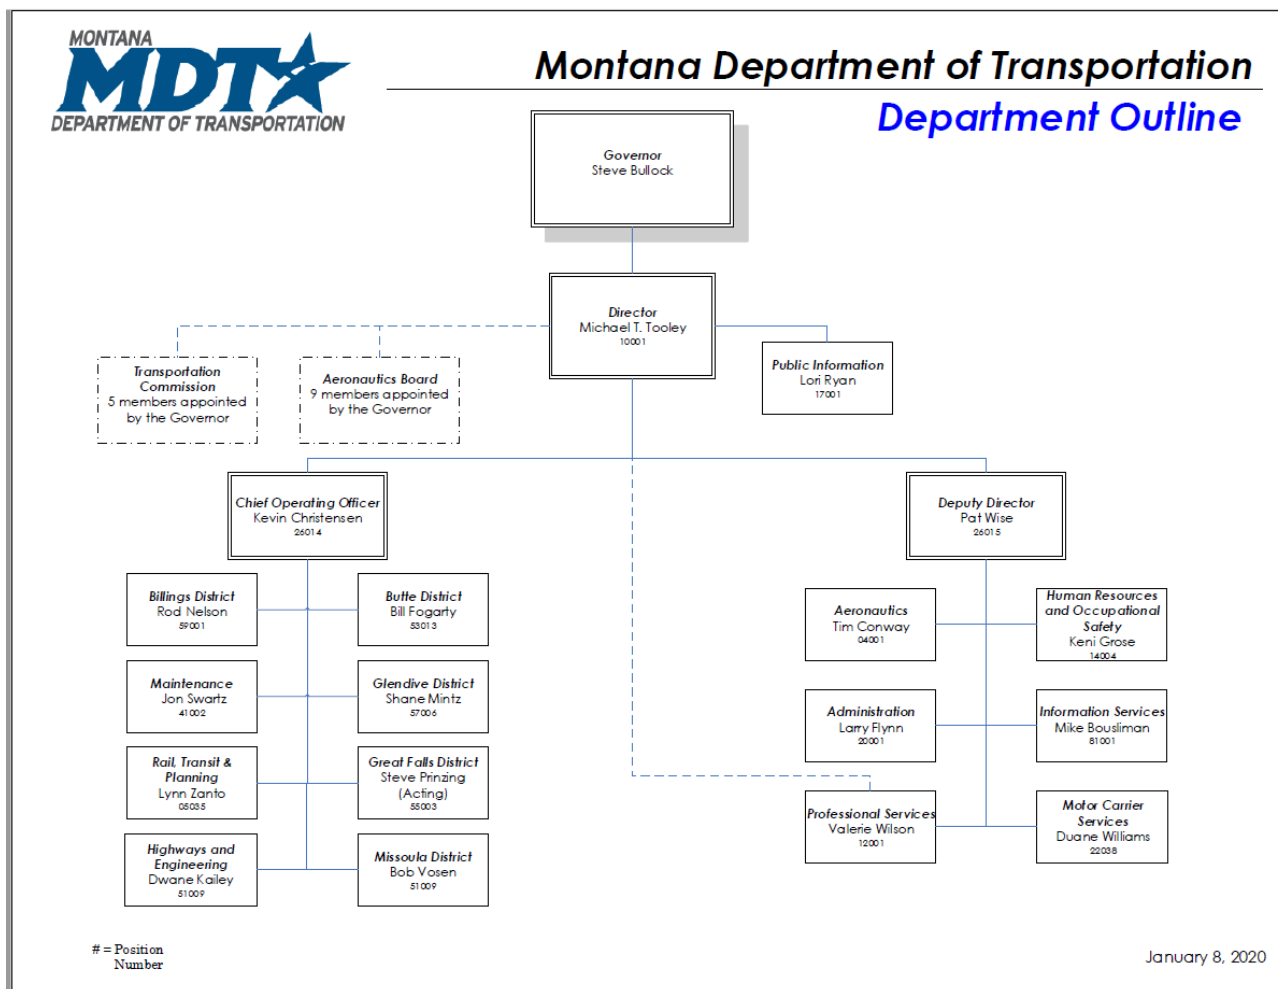 MONTANA
MDT
DEPARTMENT OF TRANSPORTATION
Montana Department of Transportation
Department Outline
Governor
Steve Bullock
Director
Michael T. Tooley
10001
Transportation
Commission
5 members appointed
by the Governor
Aeronautics Board
9 members appointed
by the Governor
Public Information
Lori Ryan
17001
Chief Operating Officer
Kevin Christensen
26014
Deputy Director
Pat Wise
26015
Billings District
Rod Nelson
59001
Butte District
Bill Fogarty
53013
Aeronautics
Tim Conway
04001
Human Resources
and Occupational
Safety
Keni Grose
14004
Maintenance
Jon Swartz
41002
Glendive District
Shane Mintz
57006
Administration
Larry Flynn
20001
Information Services
Mike Bousliman
81001
Rail, Transit &
Planning
Lynn Zanto
05035
Great Falls District
Steve Prinzing
(Acting)
55003
Professional Services
Valerie Wilson
12001
Motor Carrier
Services
Duane Williams
22038
Highways and
Engineering
Dwane Kailey
51009
Missoula District
Bob Vosen
51009
# = Position
Number
January 8, 2020